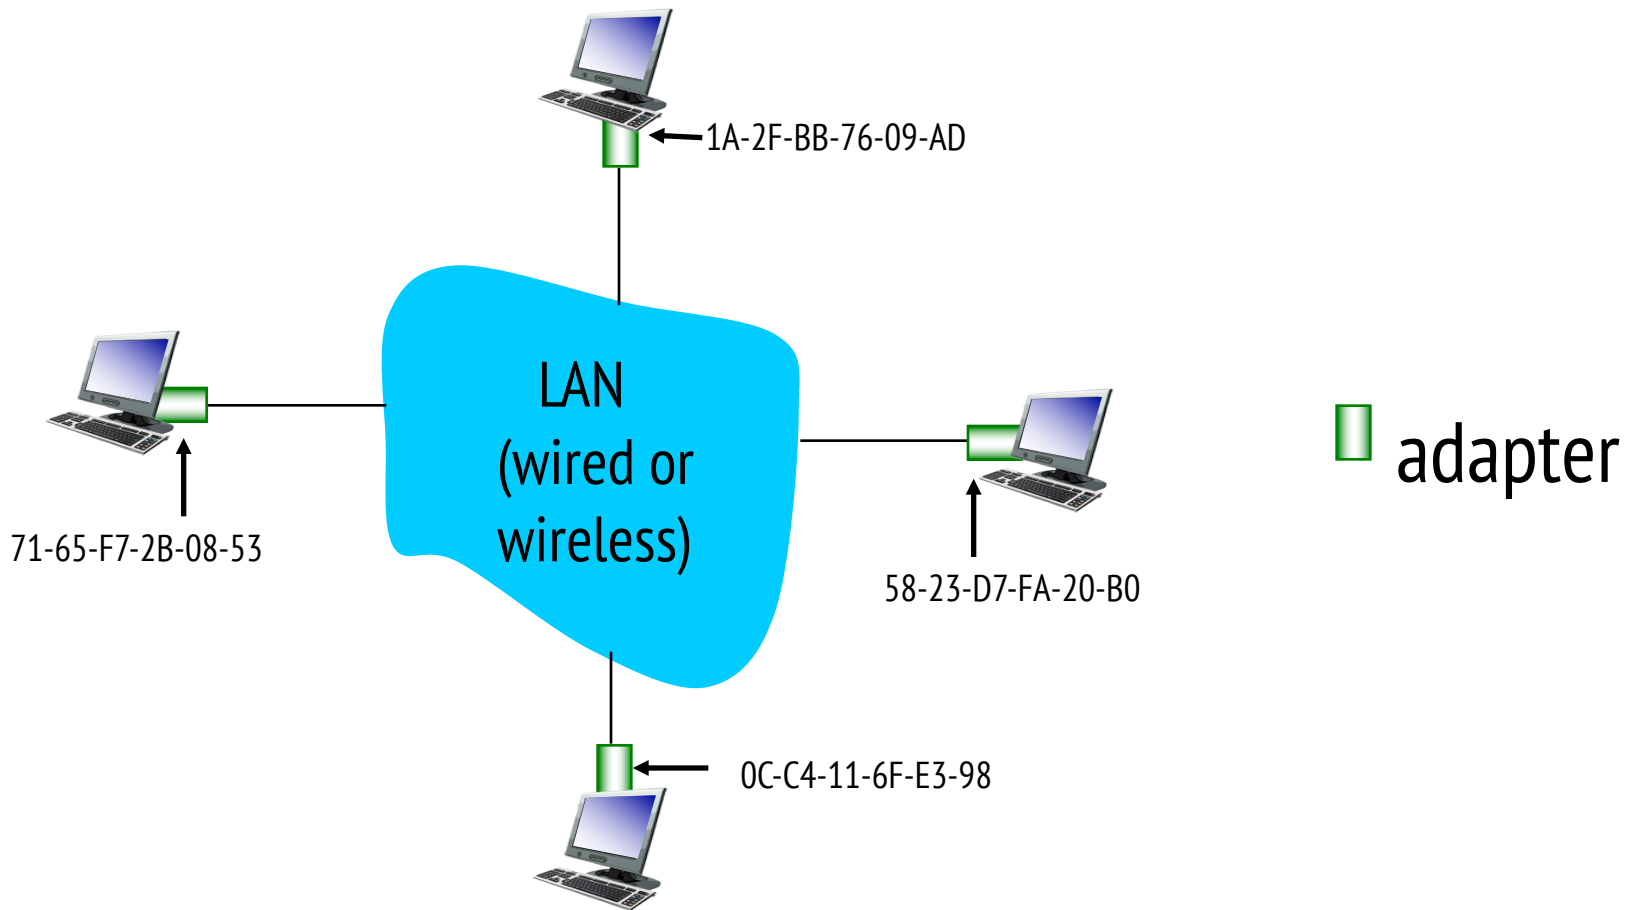 1A-2F-BB-76-09-AD
LAN
(wired or
wireless)
71-65-F7-2B-08-53
58-23-D7-FA-20-B0
adapter
0C-C4-11-6F-E3-98